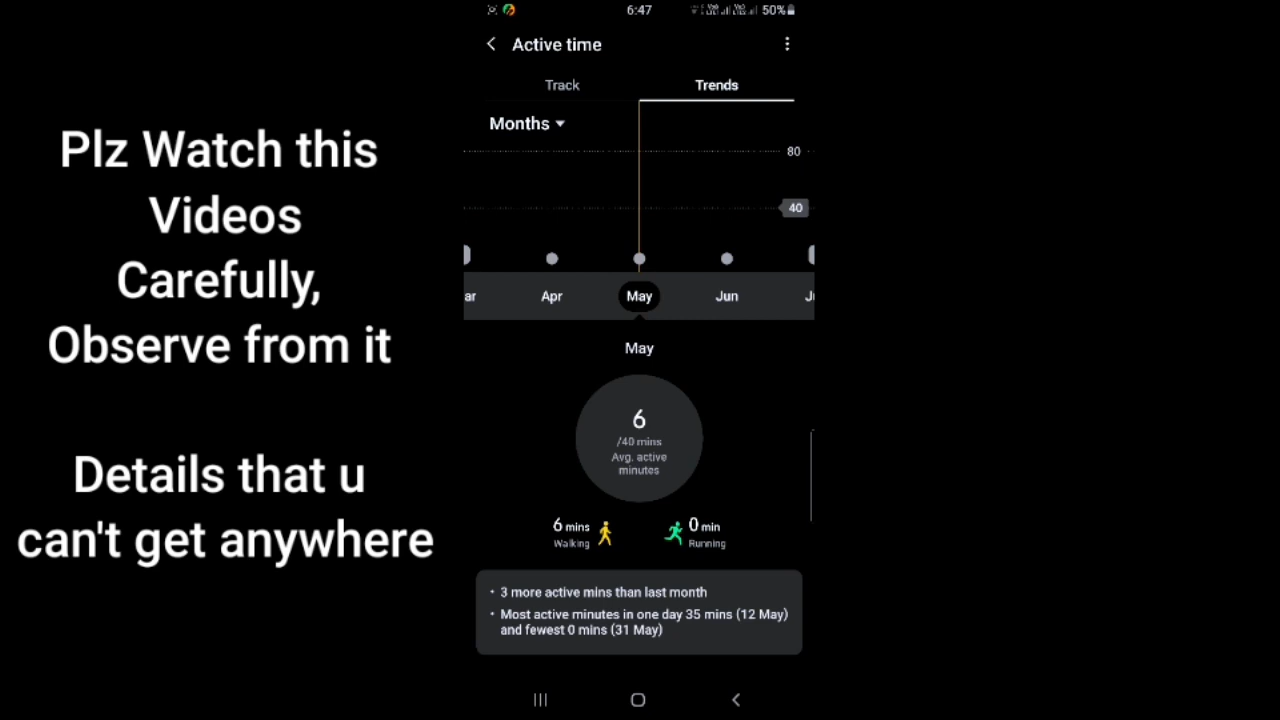 Plz Watch this
Videos
Carefully,
Observe from it
Details that u
can't get anywhere
6:47
50%
Active time
Track
Trends
Months
80
40
ar
Apr
May
Jun
May
6
/40 mins
Avg. active
minutes
6 mins
Walking
0 min
Running
• 3 more active mins than last month
• Most active minutes in one day 35 mins (12 May)
and fewest 0 mins (31 May)